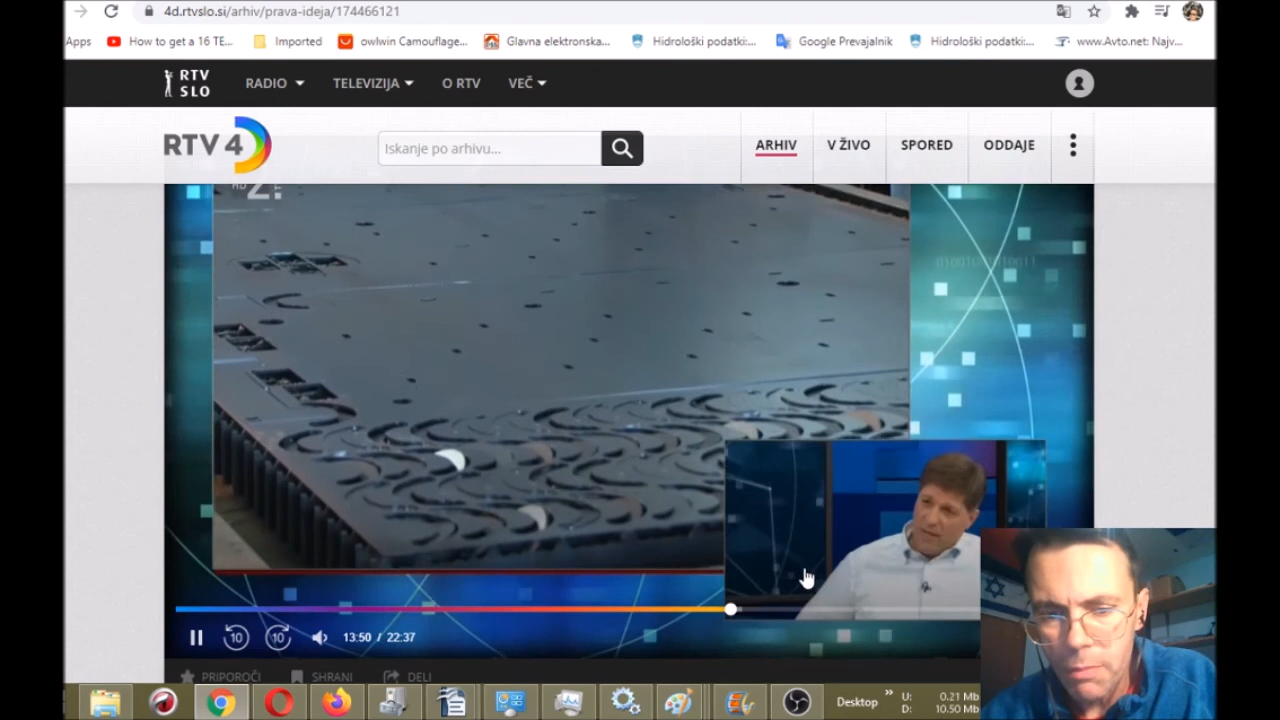 4d.rtvslo.si/arhiv/prava-ideja/174466121
Apps How to get a 16 TE... Imported owlwin Camouflage... Glavna elektronska... Hidrološki podatki:... Google Prevajalnik Hidrološki podatki:... www.Avto.net: Najv...
RTV SLO RADIO TELEVIZIJA O RTV VEČ
RTV 4D Iskanje po arhivu... ARHIV V ŽIVO SPORED ODDAJE
10 10 13:50 / 22:37
PRIPOROČI SHRANI DELI
Desktop » U: 0.21 Mb
D: 10.50 Mb